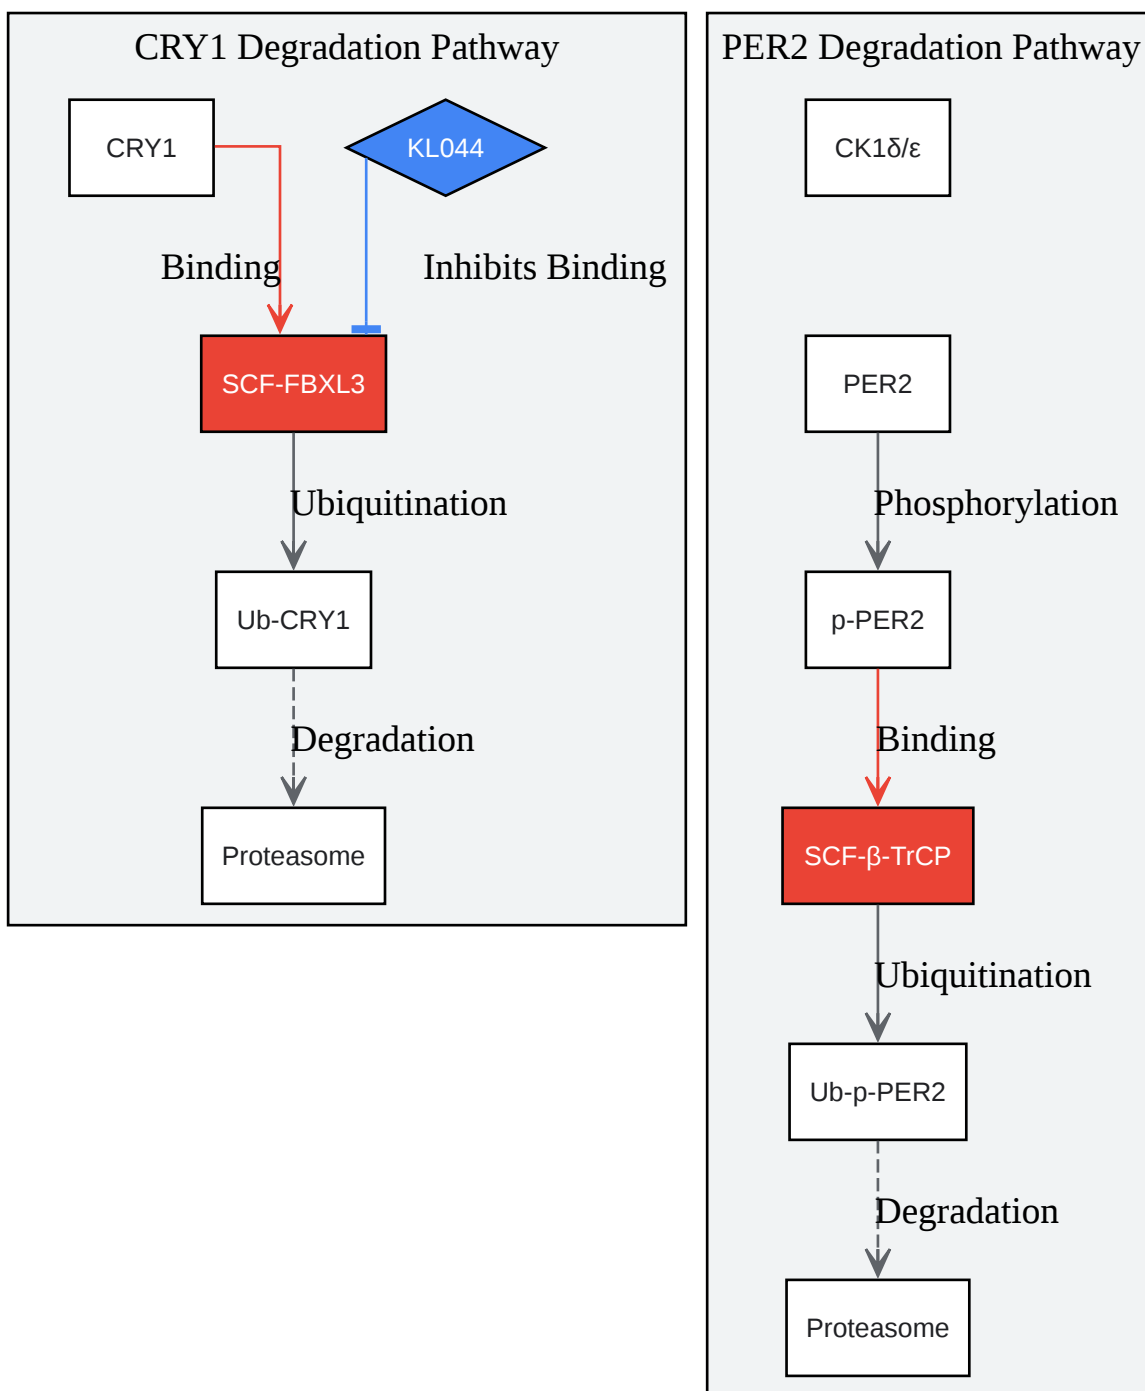 CRY1 Degradation Pathway
CRY1
KL044
Binding
Inhibits Binding
SCF-FBXL3
Ubiquitination
Ub-CRY1
Degradation
Proteasome
PER2 Degradation Pathway
CK1δ/ε
PER2
Phosphorylation
p-PER2
Binding
SCF-β-TrCP
Ubiquitination
Ub-p-PER2
Degradation
Proteasome